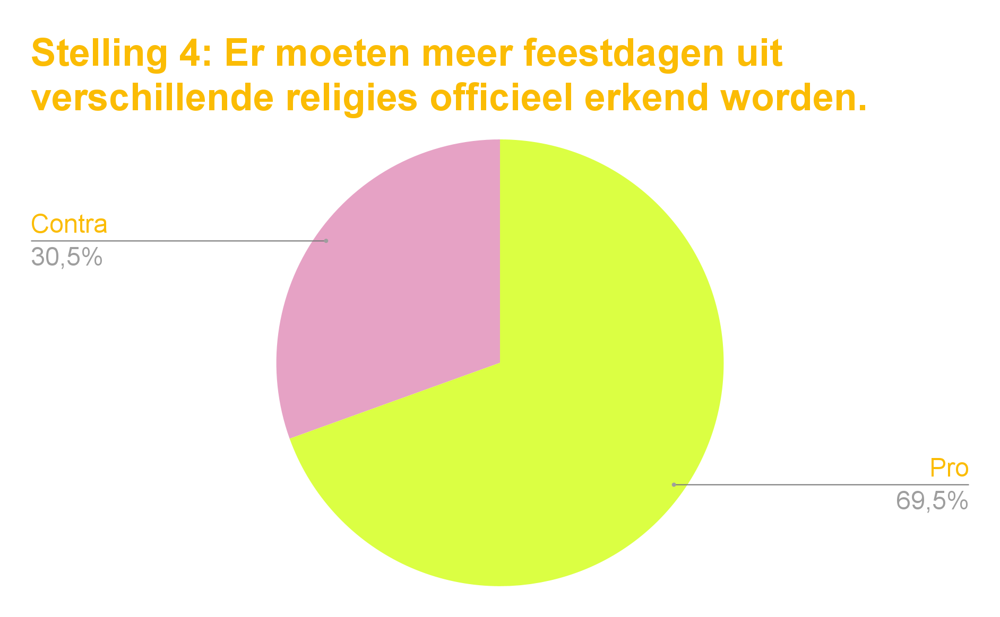 Stelling 4: Er moeten meer feestdagen uit
verschillende religies officieel erkend worden.
Contra
30,5%
Pro
69,5%